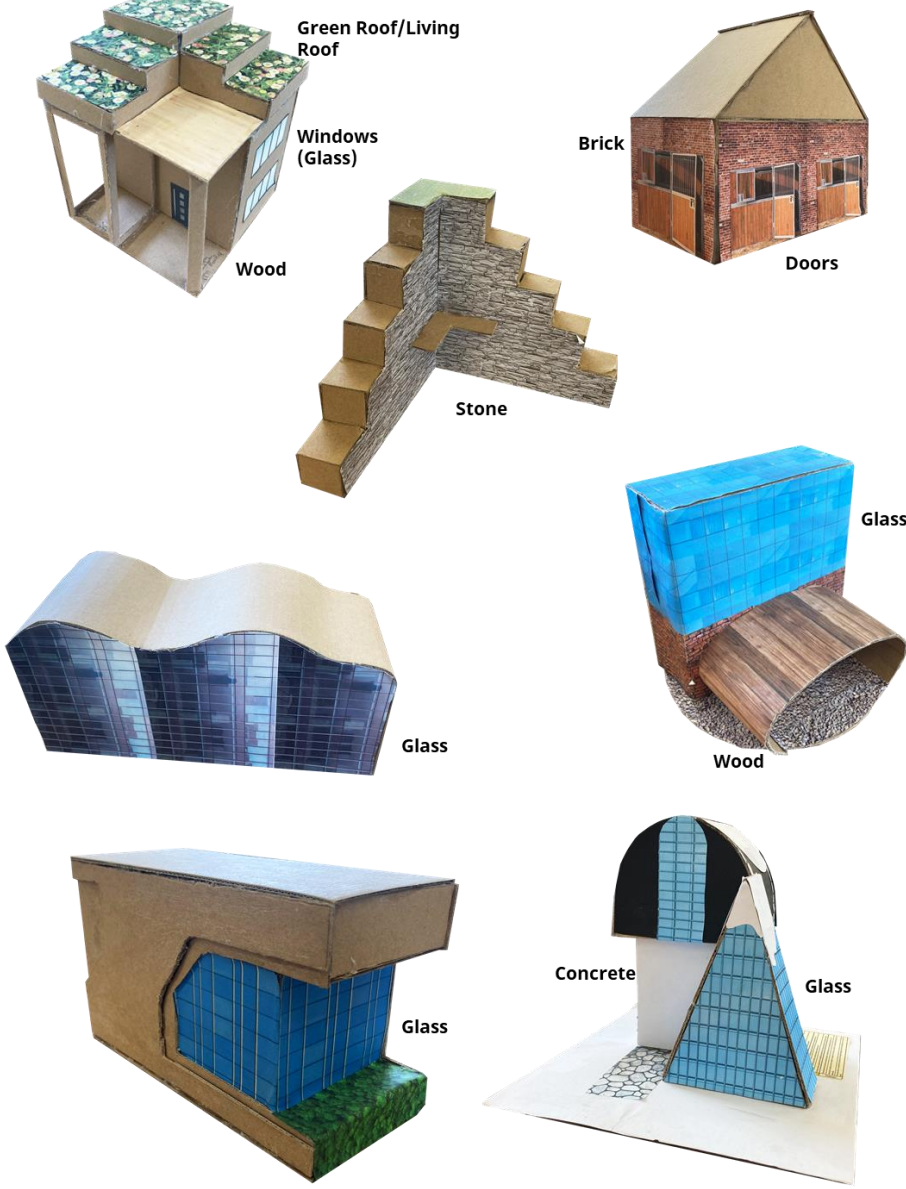 Green Roof/Living
Roof
Windows
(Glass)
Brick
Wood
Doors
Stone
Glass
Glass
Wood
Concrete
Glass
Glass